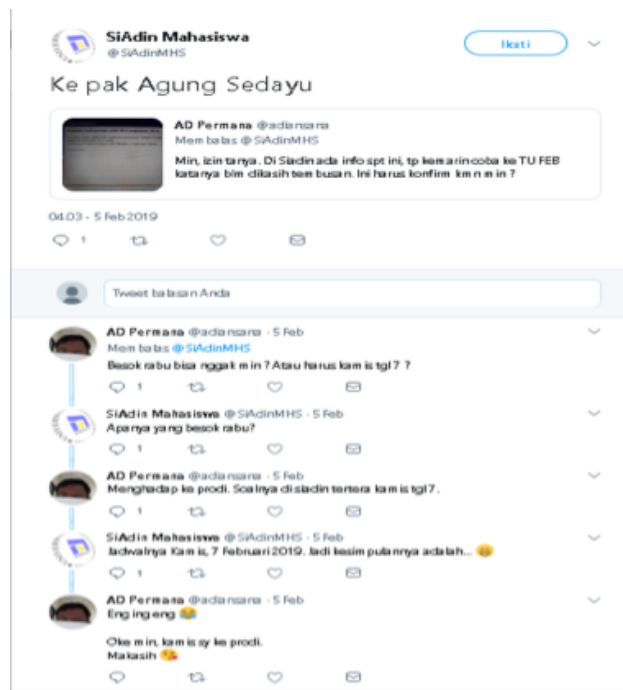 SiAdin Mahasiswa
@SiAdinMHS
Ikuti
Ke pak Agung Sedayu
AD Permana @adiansana
Membalas @SiAdinMHS
Min, izin tanya. Di Siadin ada info spt ini, tp kemarin coba ke TU FEB
katanya blm dikasih tembusan. Ini harus konfirm kmn min ?
04.03 - 5 Feb 2019
1
Tweet balasan Anda
AD Permana @adiansana · 5 Feb
Membalas @SiAdinMHS
Besok rabu bisa nggak min ? Atau harus kamis tgl 7 ?
1
SiAdin Mahasiswa @SiAdinMHS · 5 Feb
Apanya yang besok rabu?
1
AD Permana @adiansana · 5 Feb
Menghadap ke prodi. Soalnya di siadin tertera kamis tgl 7.
1
SiAdin Mahasiswa @SiAdinMHS · 5 Feb
Jadwalnya Kamis, 7 Februari 2019. Jadi kesimpulannya adalah... 😄
1
AD Permana @adiansana · 5 Feb
Eng ing eng 😂
Oke min, kamis sy ke prodi.
Makasih 😘